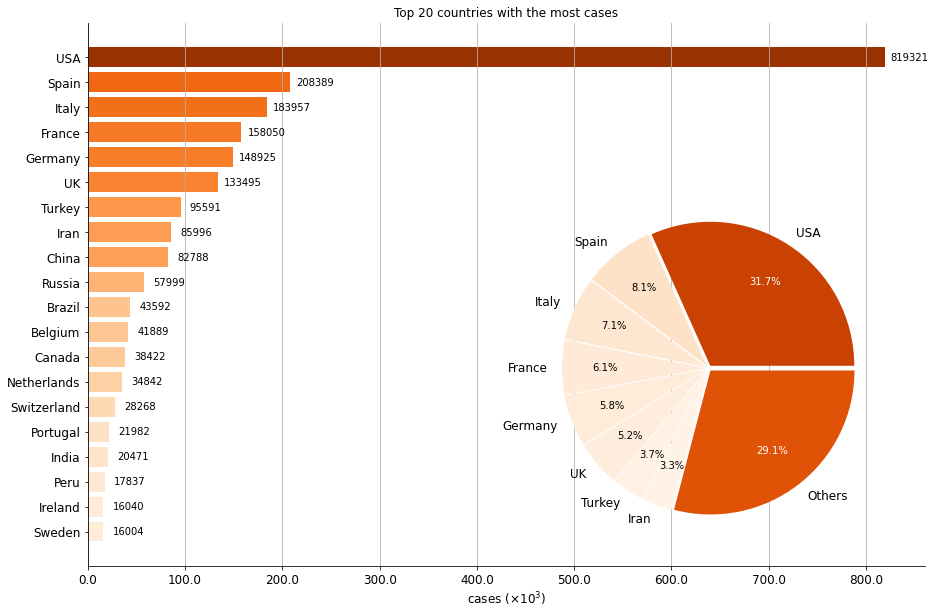 Top 20 countries with the most cases
USA 819321
Spain 208389
Italy 183957
France 158050
Germany 148925
UK 133495
Turkey 95591
Iran 85996
China 82788
Russia 57999
Brazil 43592
Belgium 41889
Canada 38422
Netherlands 34842
Switzerland 28268
Portugal 21982
India 20471
Peru 17837
Ireland 16040
Sweden 16004
USA 31.7%
Spain 8.1%
Italy 7.1%
France 6.1%
Germany 5.8%
UK 5.2%
Turkey 3.7%
Iran 3.3%
Others 29.1%
0.0 100.0 200.0 300.0 400.0 500.0 600.0 700.0 800.0
cases (×10³)